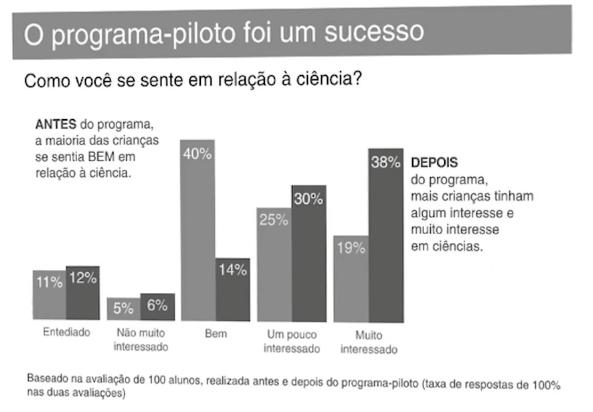 O programa-piloto foi um sucesso
Como você se sente em relação à ciência?
ANTES do programa,
a maioria das crianças
se sentia BEM em
relação à ciência.
DEPOIS
do programa,
mais crianças tinham
algum interesse e
muito interesse
em ciências.
11% 12%
5% 6%
40% 14%
25% 30%
19% 38%
Entediado
Não muito
interessado
Bem
Um pouco
interessado
Muito
interessado
Baseado na avaliação de 100 alunos, realizada antes e depois do programa-piloto (taxa de respostas de 100%
nas duas avaliações)